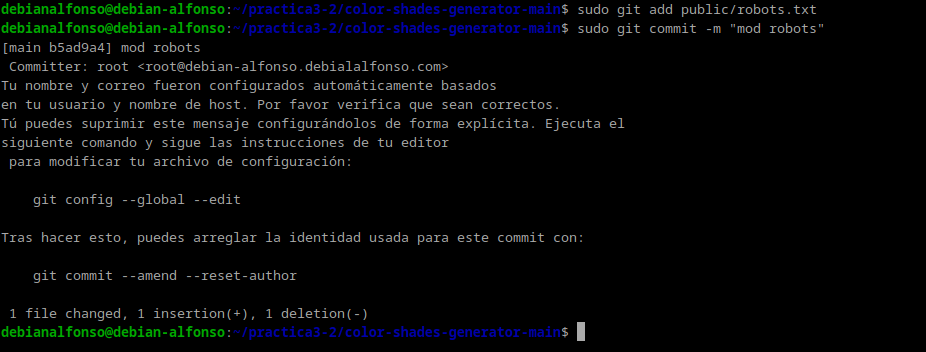 debianalfonso@debian-alfonso:~/practica3-2/color-shades-generator-main$ sudo git add public/robots.txt
debianalfonso@debian-alfonso:~/practica3-2/color-shades-generator-main$ sudo git commit -m "mod robots"
[main b5ad9a4] mod robots
 Committer: root <root@debian-alfonso.debialalfonso.com>
Tu nombre y correo fueron configurados automáticamente basados
en tu usuario y nombre de host. Por favor verifica que sean correctos.
Tú puedes suprimir este mensaje configurándolos de forma explícita. Ejecuta el
siguiente comando y sigue las instrucciones de tu editor
 para modificar tu archivo de configuración:
    git config --global --edit
Tras hacer esto, puedes arreglar la identidad usada para este commit con:
    git commit --amend --reset-author
 1 file changed, 1 insertion(+), 1 deletion(-)
debianalfonso@debian-alfonso:~/practica3-2/color-shades-generator-main$